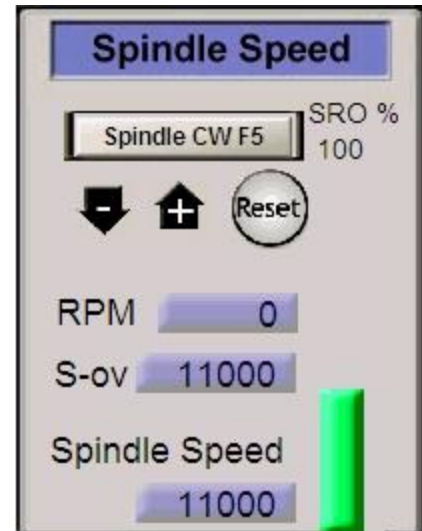 Spindle Speed
Spindle CW F5
SRO %
100
-
+
Reset
RPM 0
S-ov 11000
Spindle Speed
11000